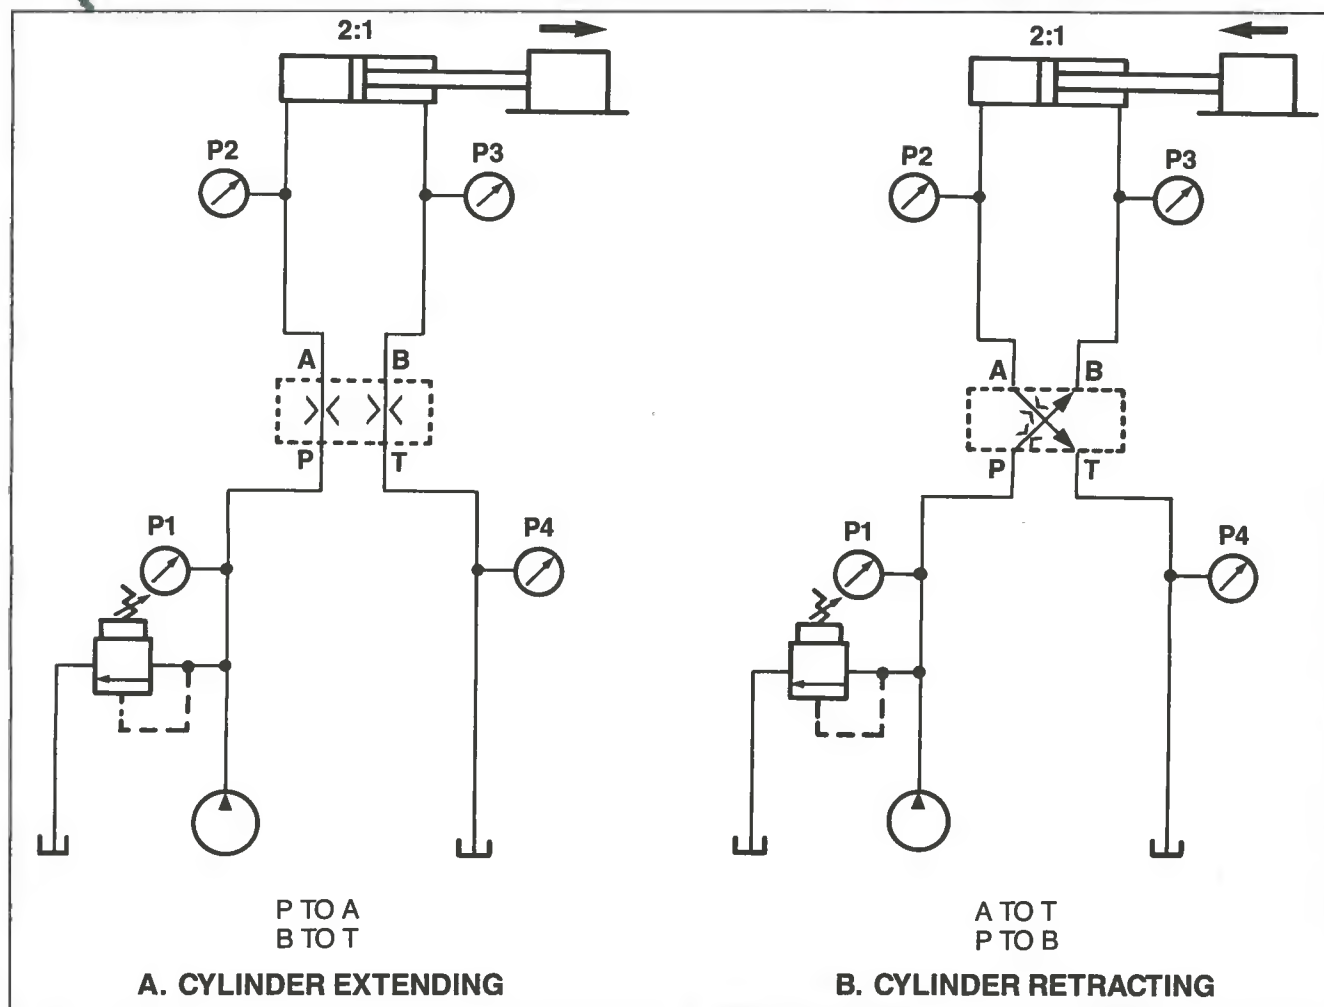 2:1
P2
P3
A
B
P
T
P1
P4
P TO A
B TO T
A. CYLINDER EXTENDING
2:1
P2
P3
A
B
P
T
P1
P4
A TO T
P TO B
B. CYLINDER RETRACTING